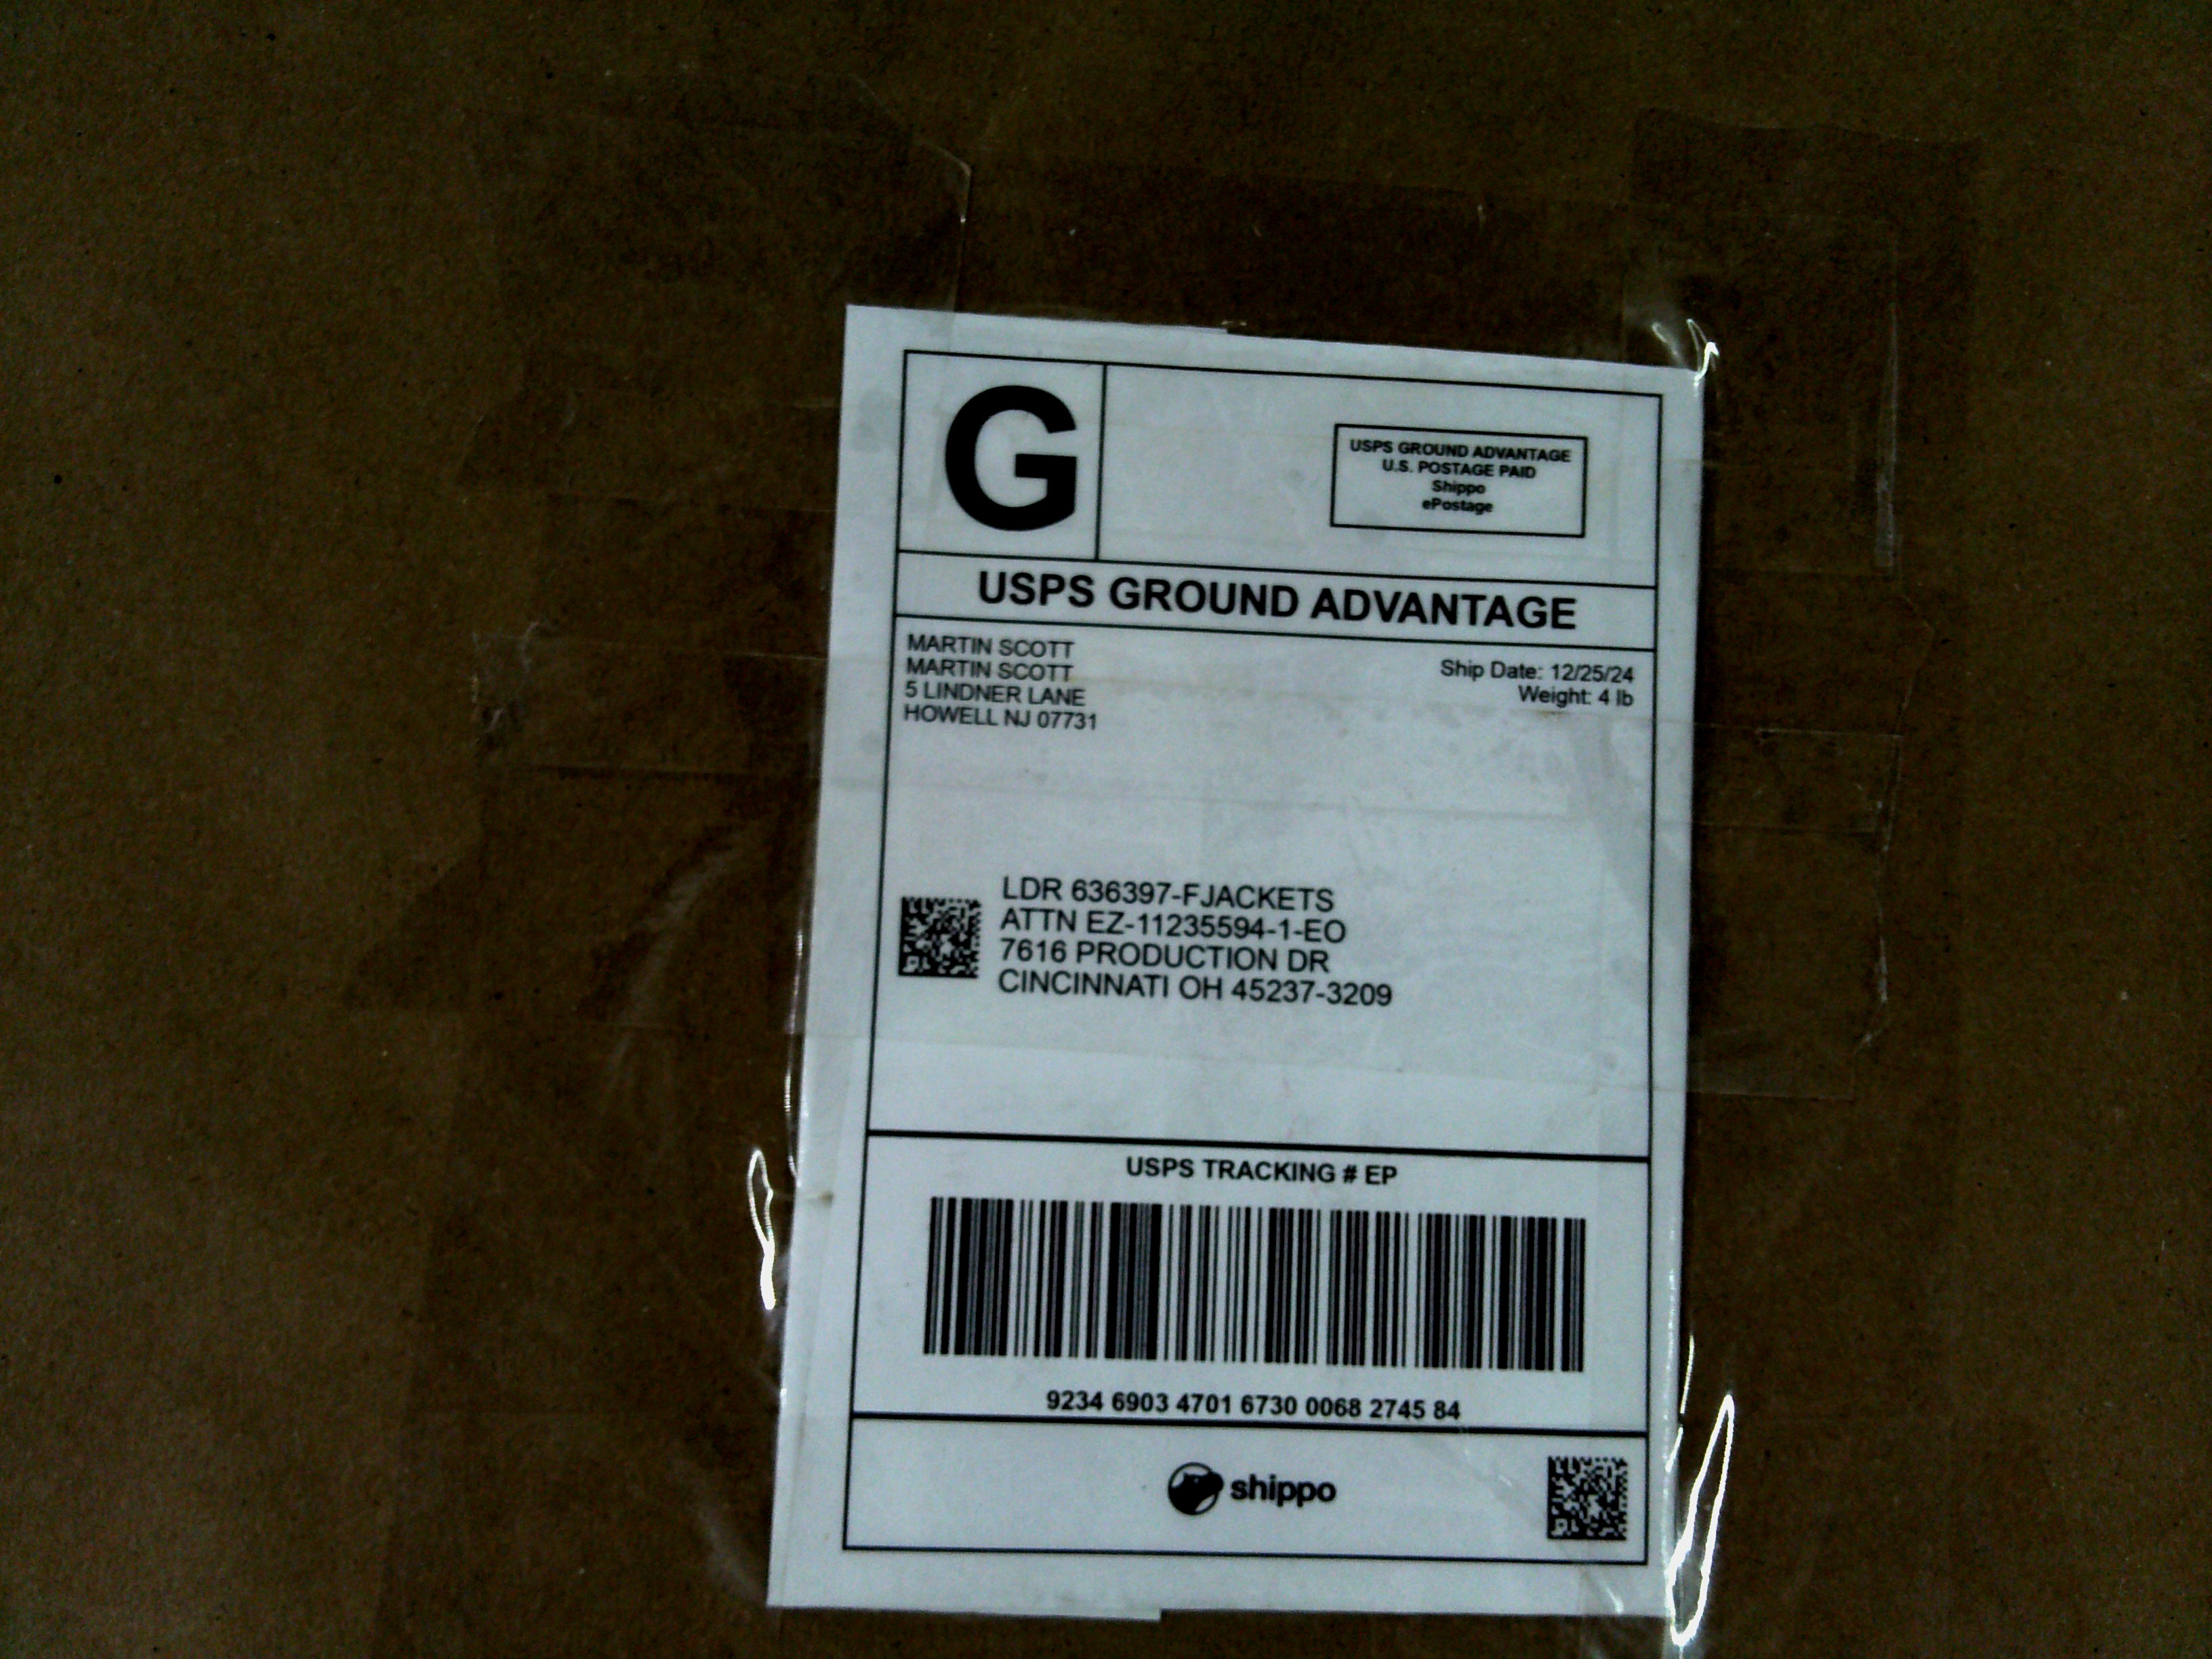 G
USPS GROUND ADVANTAGE
U.S. POSTAGE PAID
Shippo
ePostage
USPS GROUND ADVANTAGE
MARTIN SCOTT
MARTIN SCOTT
5 LINDNER LANE
HOWELL NJ 07731
Ship Date: 12/25/24
Weight: 4 lb
LDR 636397-FJACKETS
ATTN EZ-11235594-1-EO
7616 PRODUCTION DR
CINCINNATI OH 45237-3209
USPS TRACKING # EP
9234 6903 4701 6730 0068 2745 84
shippo